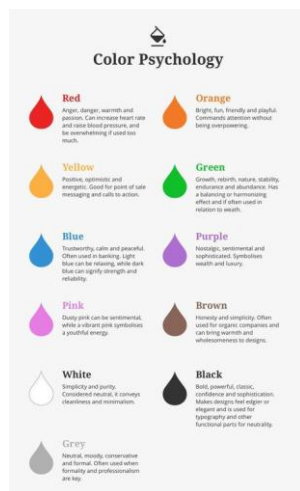 Color Psychology
Red
Anger, danger, warmth and
passion. Can increase heart rate
and raise blood pressure, and
be overwhelming if used too
much.
Orange
Bright, fun, friendly and playful.
Commands attention without
being overpowering.
Yellow
Positive, optimistic and
energetic. Good for point of sale
messaging and calls to action.
Green
Growth, rebirth, nature, stability,
endurance and abundance. Has
a balancing or harmonizing
effect and if often used in
relation to weath.
Blue
Trustworthy, calm and peaceful.
Often used in banking. Light
blue can be relaxing, while dark
blue can signify strength and
reliability.
Purple
Nostalgic, sentimental and
sophisticated. Symbolises
wealth and luxury.
Pink
Dusty pink can be sentimental,
while a vibrant pink symbolises
a youthful energy.
Brown
Honesty and simplicity. Often
used for organic companies and
can bring warmth and
wholesomeness to designs.
White
Simplicity and purity.
Considered neutral, it conveys
cleanliness and minimalism.
Black
Bold, powerful, classic,
confidence and sophistication.
Makes designs feel edgier or
elegant and is used for
typography and other
functional parts for neutrality.
Grey
Neutral, moody, conservative
and formal. Often used when
formality and professionalism
are key.